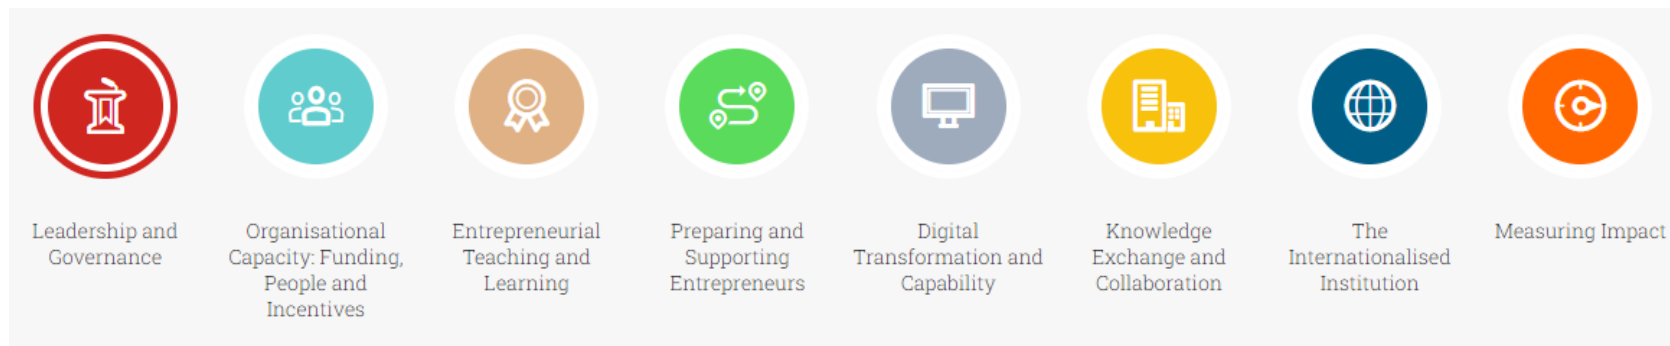 Leadership and
Governance
Organisational
Capacity: Funding,
People and
Incentives
Entrepreneurial
Teaching and
Learning
Preparing and
Supporting
Entrepreneurs
Digital
Transformation and
Capability
Knowledge
Exchange and
Collaboration
The
Internationalised
Institution
Measuring Impact